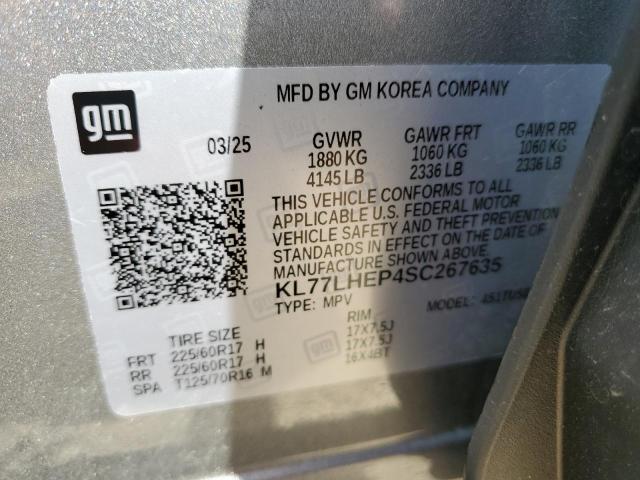 gm
MFD BY GM KOREA COMPANY
03/25 GVWR GAWR FRT GAWR RR
1880 KG 1060 KG 1060 KG
4145 LB 2336 LB 2336 LB
THIS VEHICLE CONFORMS TO ALL
APPLICABLE U.S. FEDERAL MOTOR
VEHICLE SAFETY AND THEFT PREVENTION
STANDARDS IN EFFECT ON THE DATE OF
MANUFACTURE SHOWN ABOVE.
KL77LHEP4SC267635
TYPE: MPV MODEL:
TIRE SIZE RIM
FRT 225/60R17 H 17X7.5J
RR 225/60R17 H 17X7.5J
SPA T125/70R16 M 16X4BT